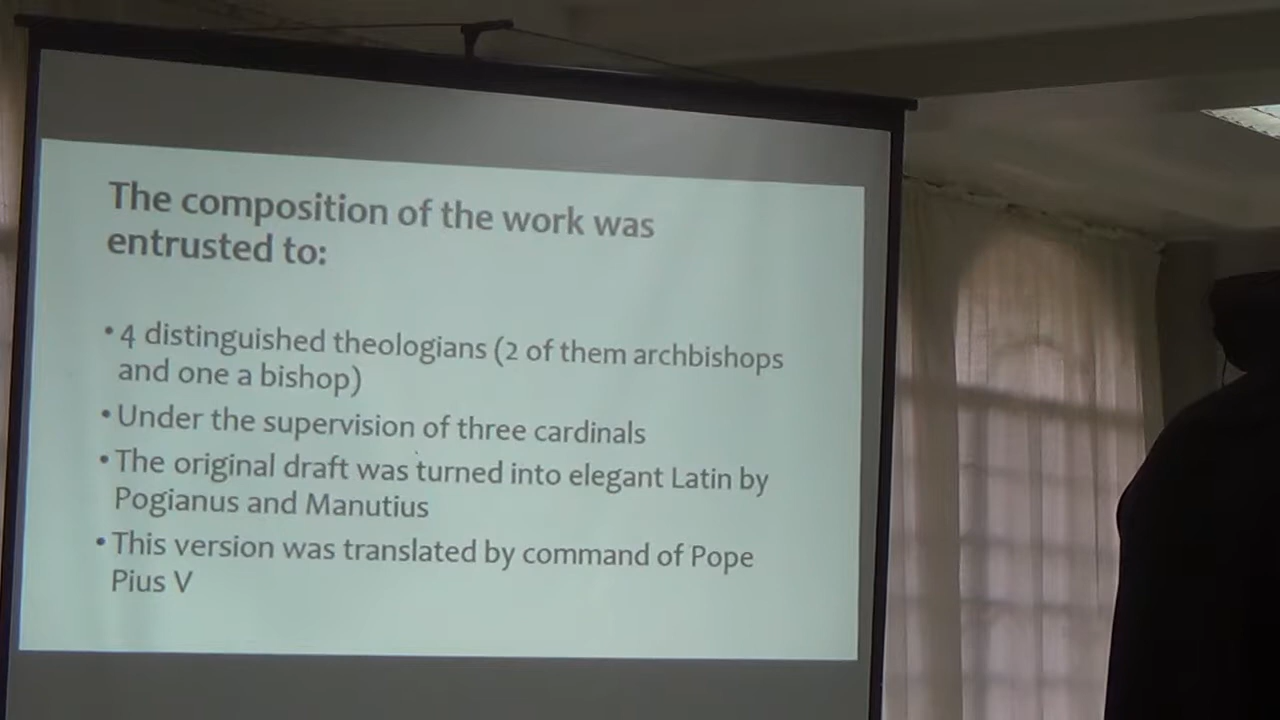 The composition of the work was
entrusted to:
• 4 distinguished theologians (2 of them archbishops
and one a bishop)
• Under the supervision of three cardinals
• The original draft was turned into elegant Latin by
Pogianus and Manutius
• This version was translated by command of Pope
Pius V